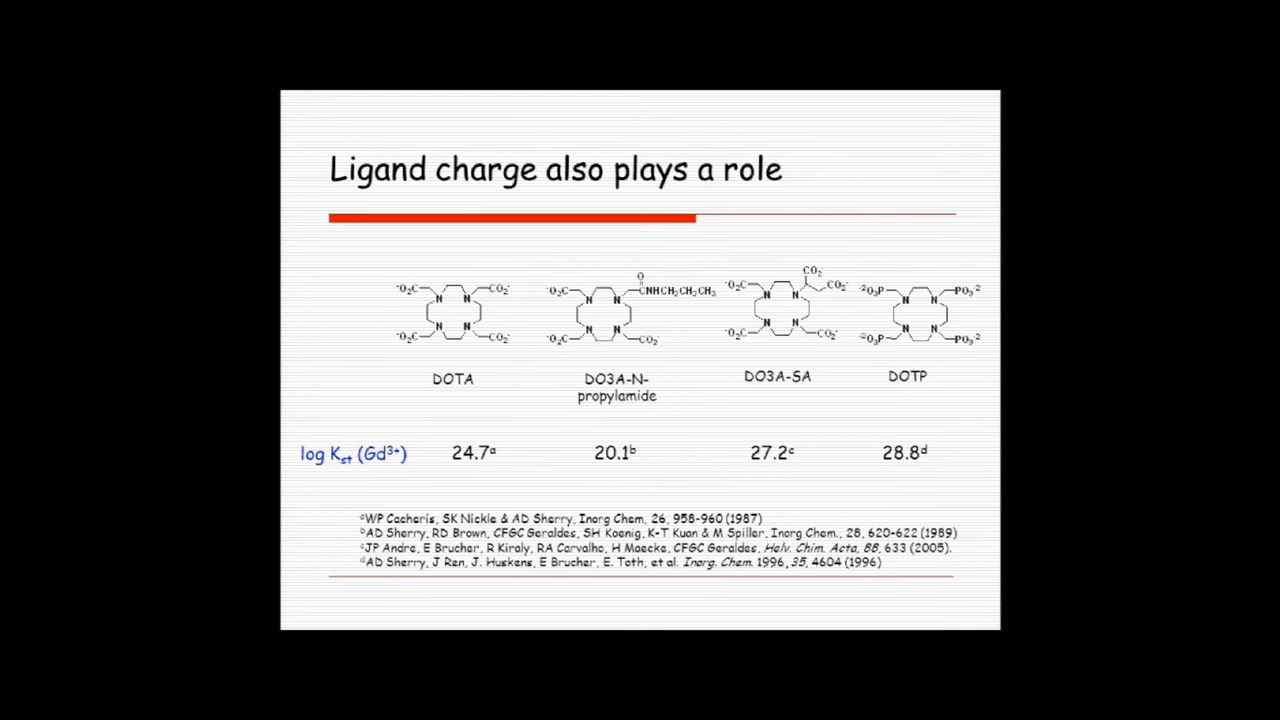 Ligand charge also plays a role
⁻O₂C CO₂⁻ N N N N ⁻O₂C CO₂⁻
⁻O₂C O CNHCH₂CH₂CH₃ N N N N ⁻O₂C CO₂⁻
⁻O₂C CO₂⁻ CO₂⁻ N N N N ⁻O₂C CO₂⁻
⁻²O₃P PO₃⁻² N N N N ⁻²O₃P PO₃⁻²
DOTA
DO3A-N-
propylamide
DO3A-SA
DOTP
log Kst (Gd³⁺) 24.7ᵃ 20.1ᵇ 27.2ᶜ 28.8ᵈ
ᵃWP Cacheris, SK Nickle & AD Sherry, Inorg Chem, 26, 958-960 (1987)
ᵇAD Sherry, RD Brown, CFGC Geraldes, SH Koenig, K-T Kuan & M Spiller, Inorg Chem., 28, 620-622 (1989)
ᶜJP Andre, E Brucher, R Kiraly, RA Carvalho, H Maecke, CFGC Geraldes, Helv. Chim. Acta, 88, 633 (2005).
ᵈAD Sherry, J Ren, J. Huskens, E Brucher, E. Toth, et al. Inorg. Chem. 1996, 35, 4604 (1996)